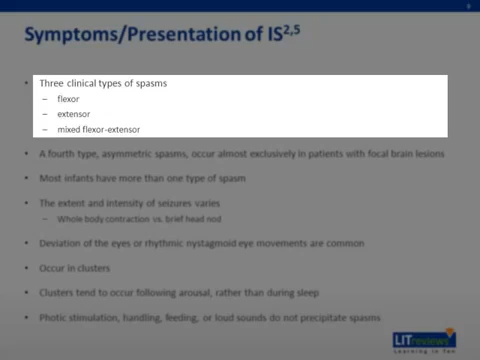 Symptoms/Presentation of IS2,5
• Three clinical types of spasms
– flexor
– extensor
– mixed flexor-extensor
• A fourth type, asymmetric spasms, occur almost exclusively in patients with focal brain lesions
• Most infants have more than one type of spasm
• The extent and intensity of seizures varies
– Whole body contraction vs. brief head nod
• Deviation of the eyes or rhythmic nystagmoid eye movements are common
• Occur in clusters
• Clusters tend to occur following arousal, rather than during sleep
• Photic stimulation, handling, feeding, or loud sounds do not precipitate spasms
LITreviews
Learning in Ten